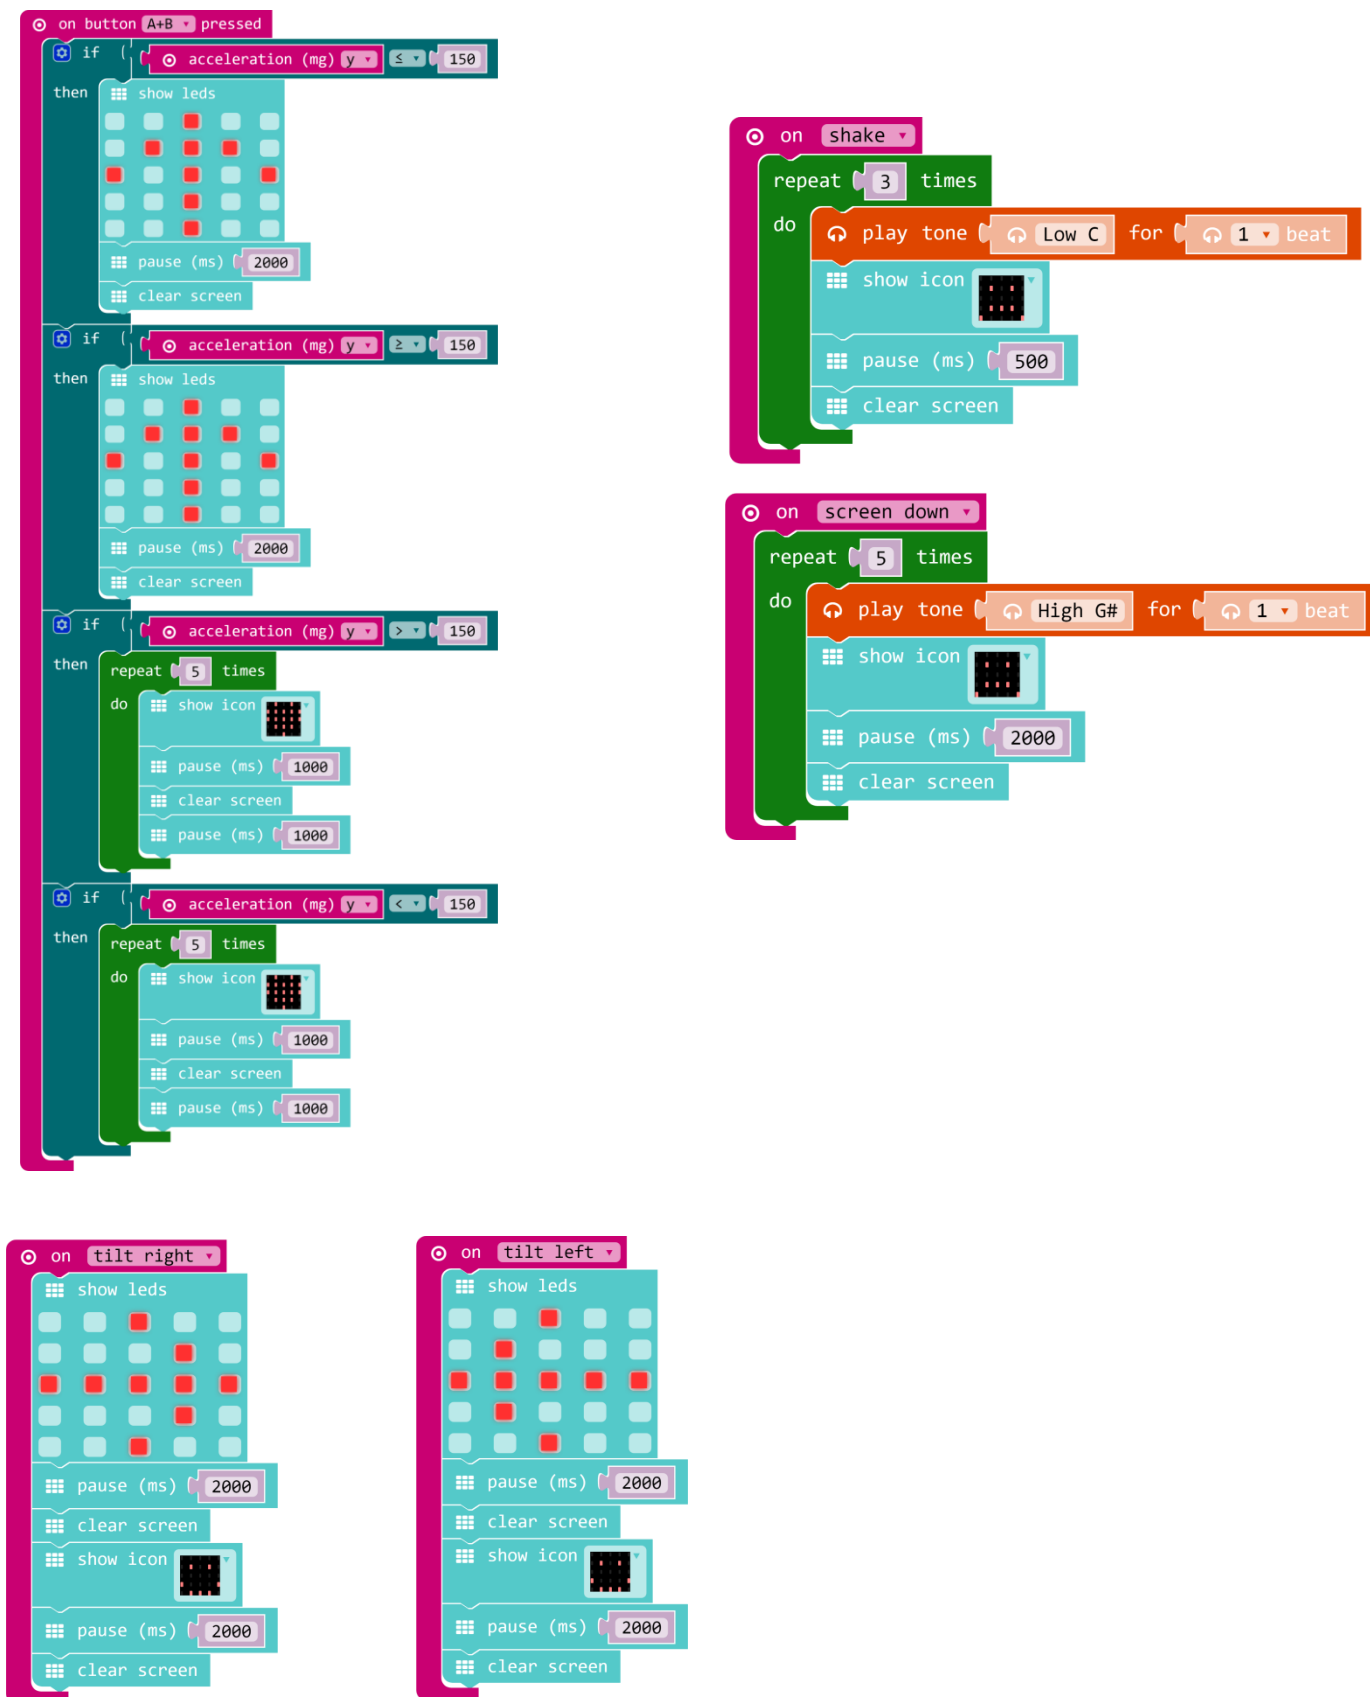 on button A+B pressed
if acceleration (mg) y ≤ 150
then show leds
pause (ms) 2000
clear screen
if acceleration (mg) y ≥ 150
then show leds
pause (ms) 2000
clear screen
if acceleration (mg) y > 150
then repeat 5 times
do show icon
pause (ms) 1000
clear screen
pause (ms) 1000
if acceleration (mg) y < 150
then repeat 5 times
do show icon
pause (ms) 1000
clear screen
pause (ms) 1000
on shake
repeat 3 times
do play tone Low C for 1 beat
show icon
pause (ms) 500
clear screen
on screen down
repeat 5 times
do play tone High G# for 1 beat
show icon
pause (ms) 2000
clear screen
on tilt right
show leds
pause (ms) 2000
clear screen
show icon
pause (ms) 2000
clear screen
on tilt left
show leds
pause (ms) 2000
clear screen
show icon
pause (ms) 2000
clear screen